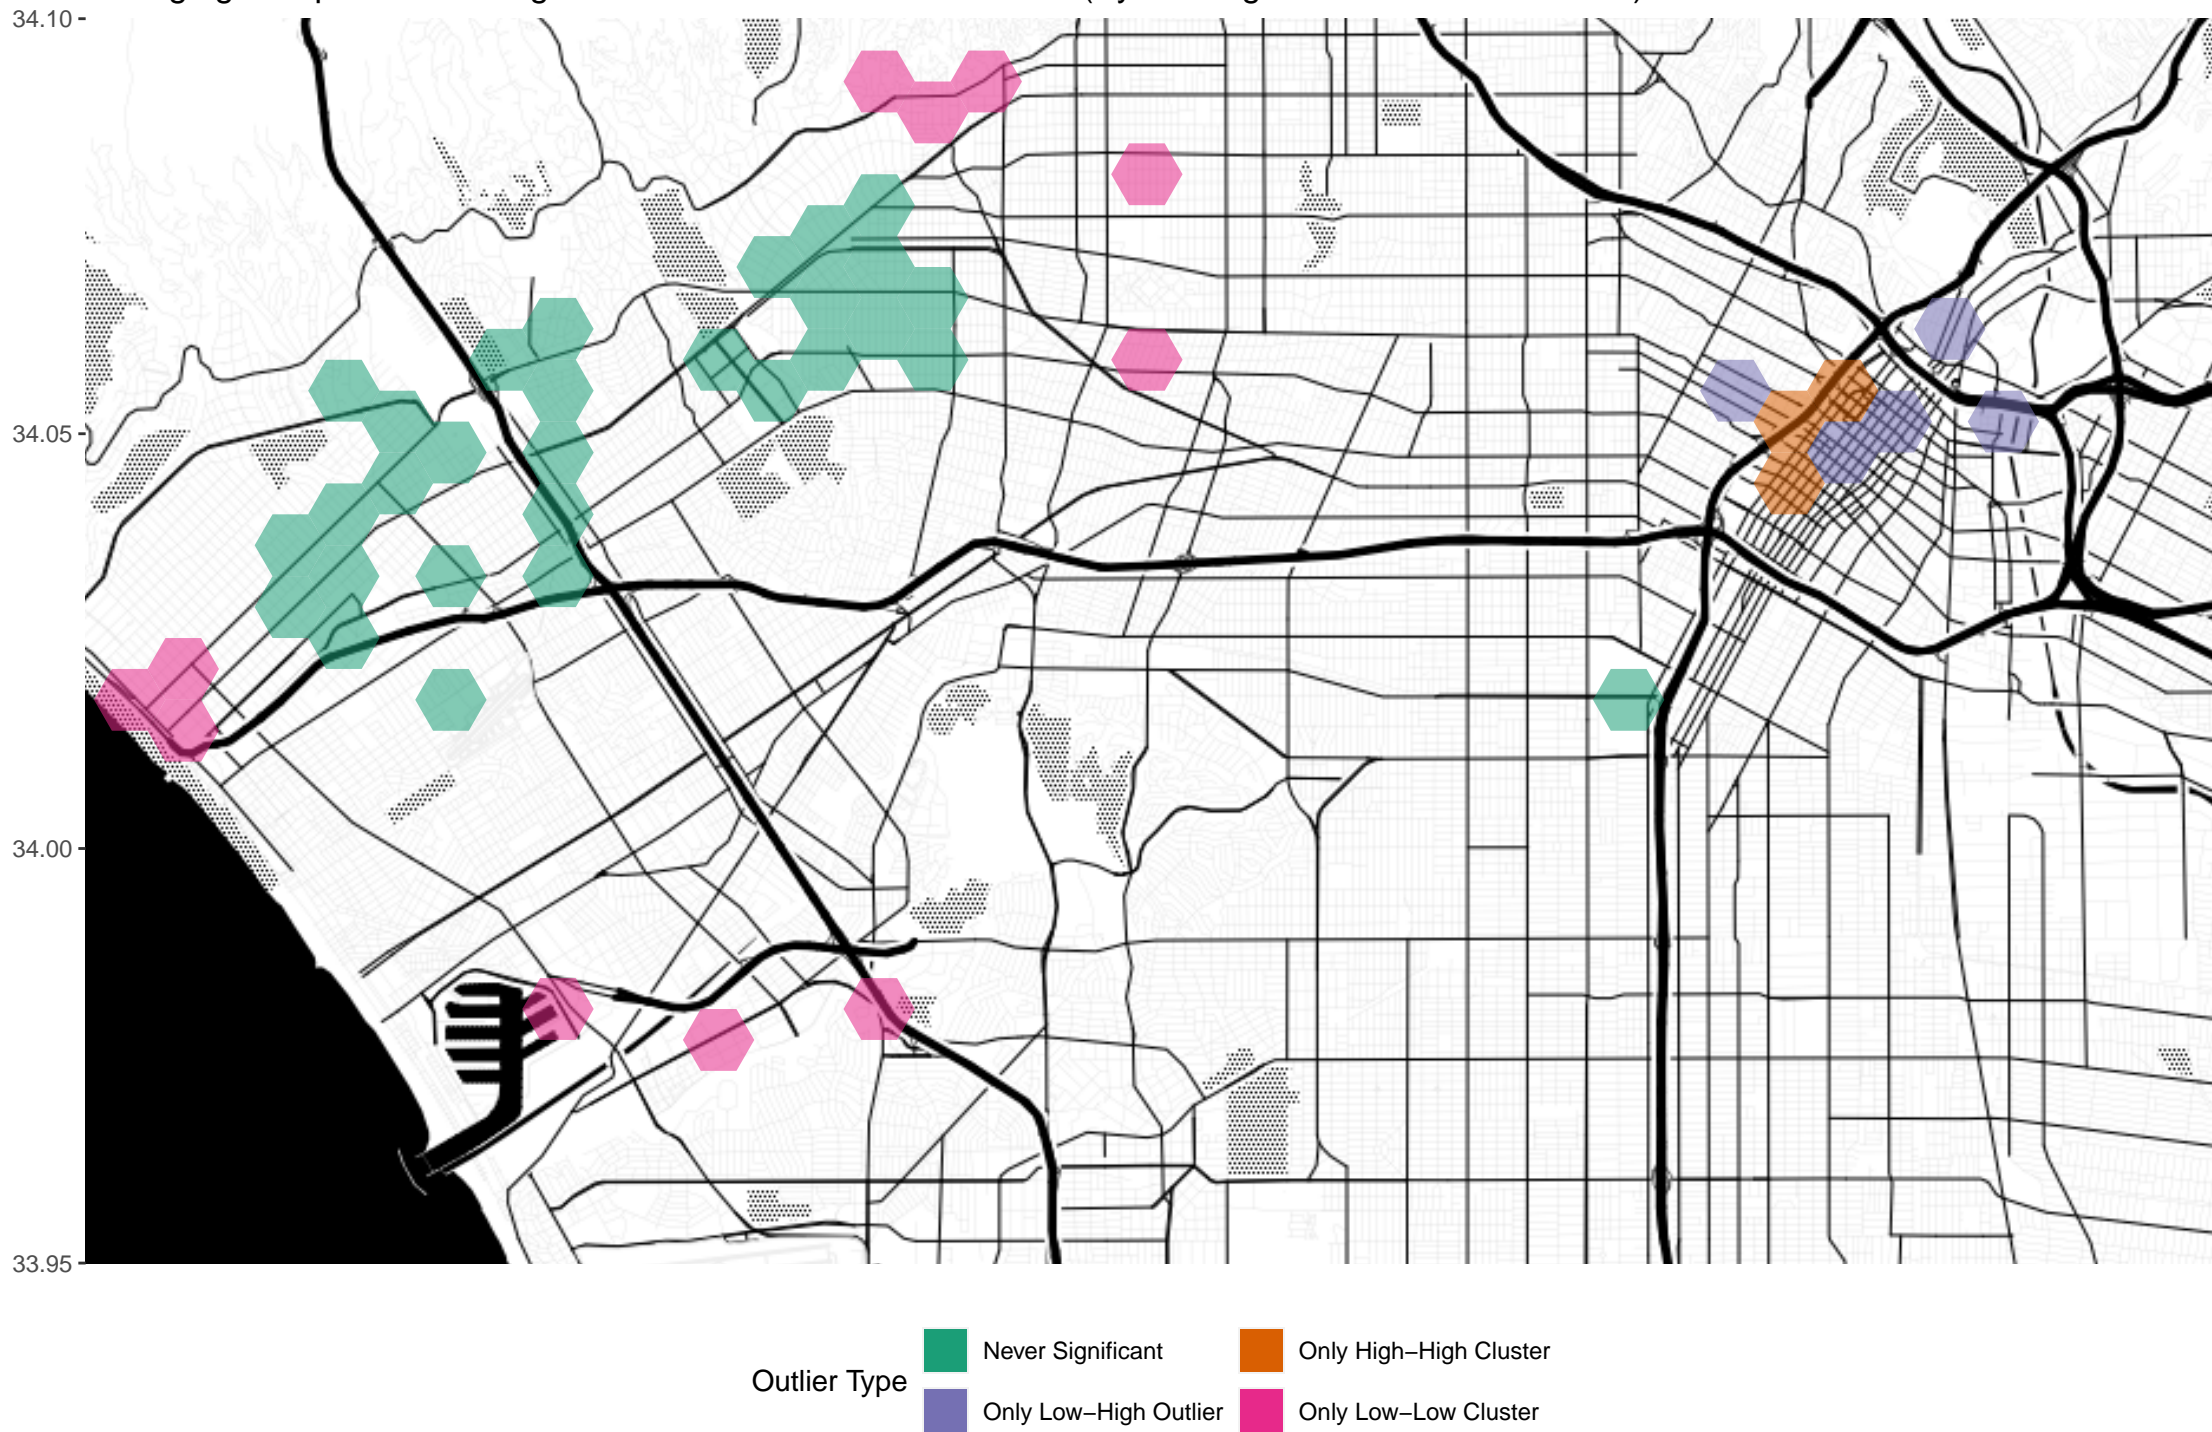 34.10
34.05
34.00
33.95
Outlier Type
Never Significant
Only High−High Cluster
Only Low−High Outlier
Only Low−Low Cluster